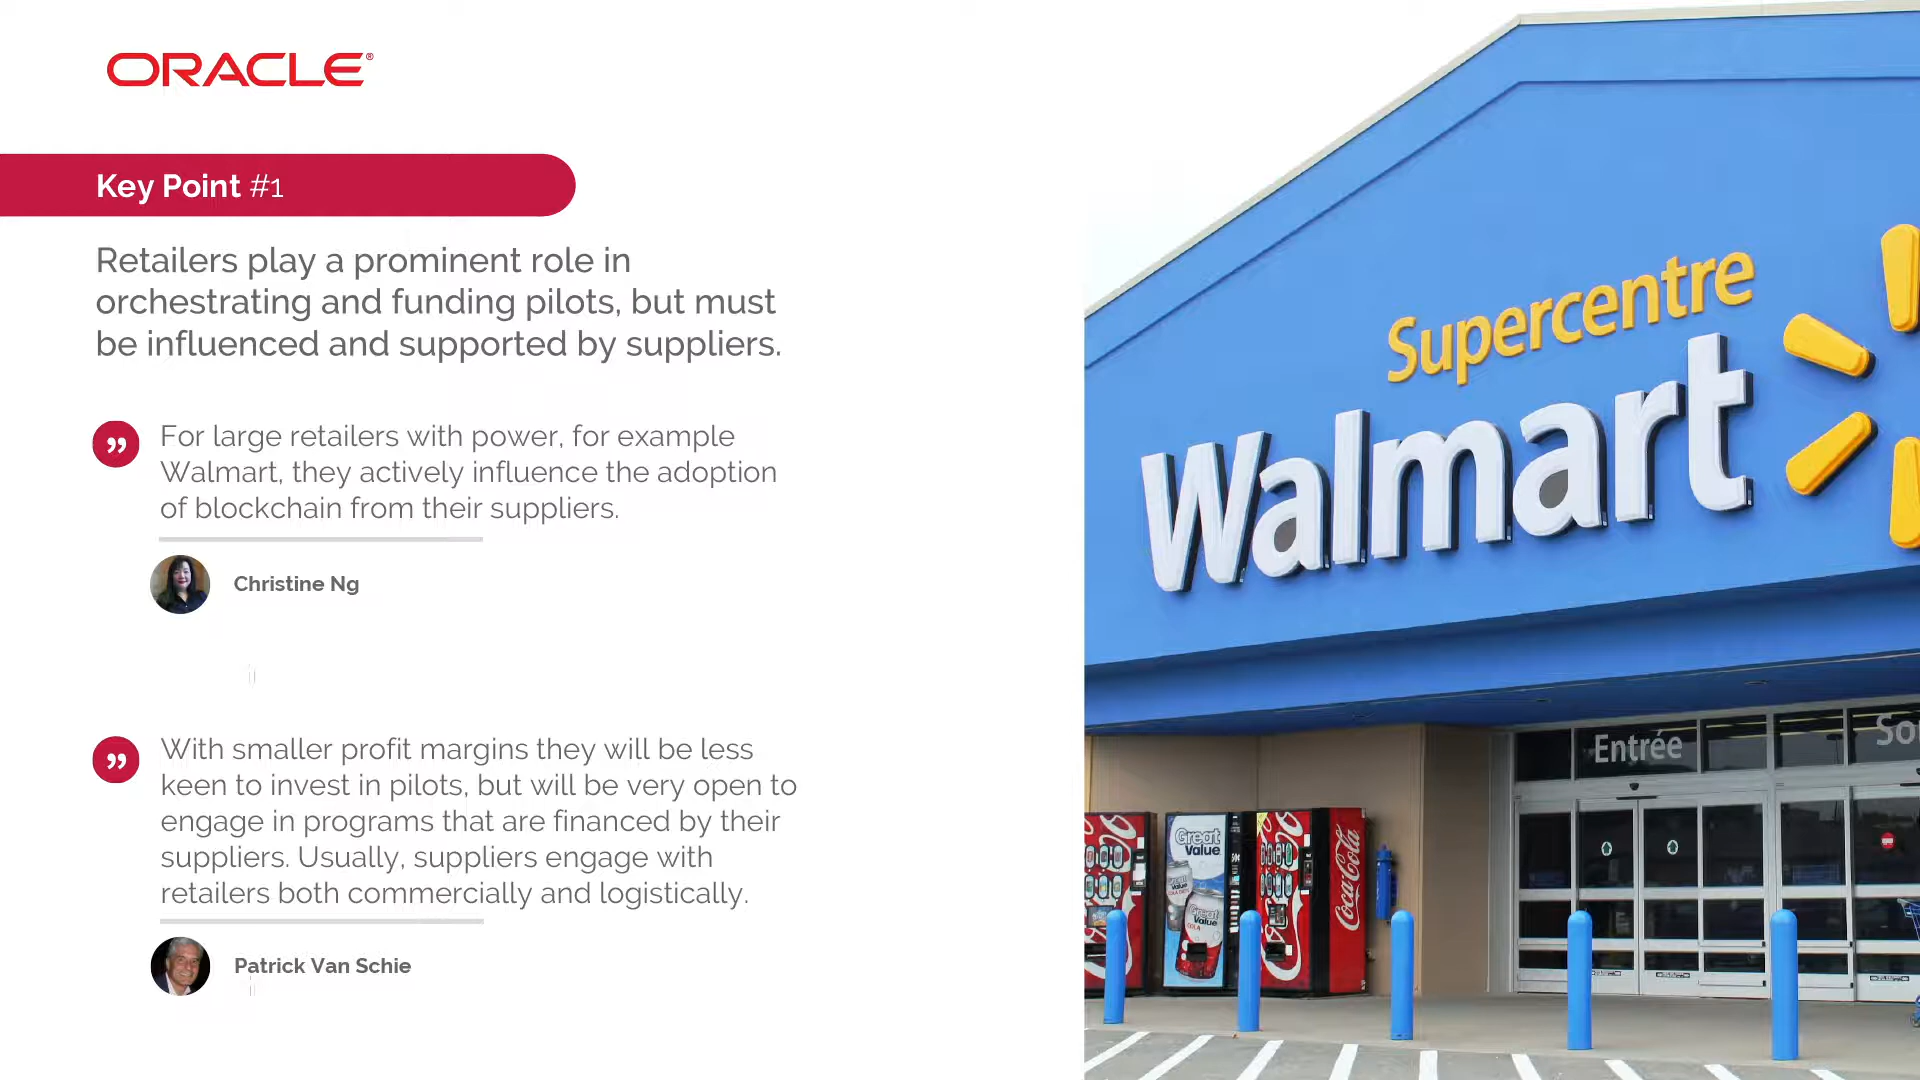 ORACLE®
Key Point #1
Retailers play a prominent role in
orchestrating and funding pilots, but must
be influenced and supported by suppliers.
For large retailers with power, for example
Walmart, they actively influence the adoption
of blockchain from their suppliers.
Christine Ng
With smaller profit margins they will be less
keen to invest in pilots, but will be very open to
engage in programs that are financed by their
suppliers. Usually, suppliers engage with
retailers both commercially and logistically.
Patrick Van Schie
Supercentre
Walmart
Entrée
So
Great
Value
Great
Value
COLA
Coca-Cola